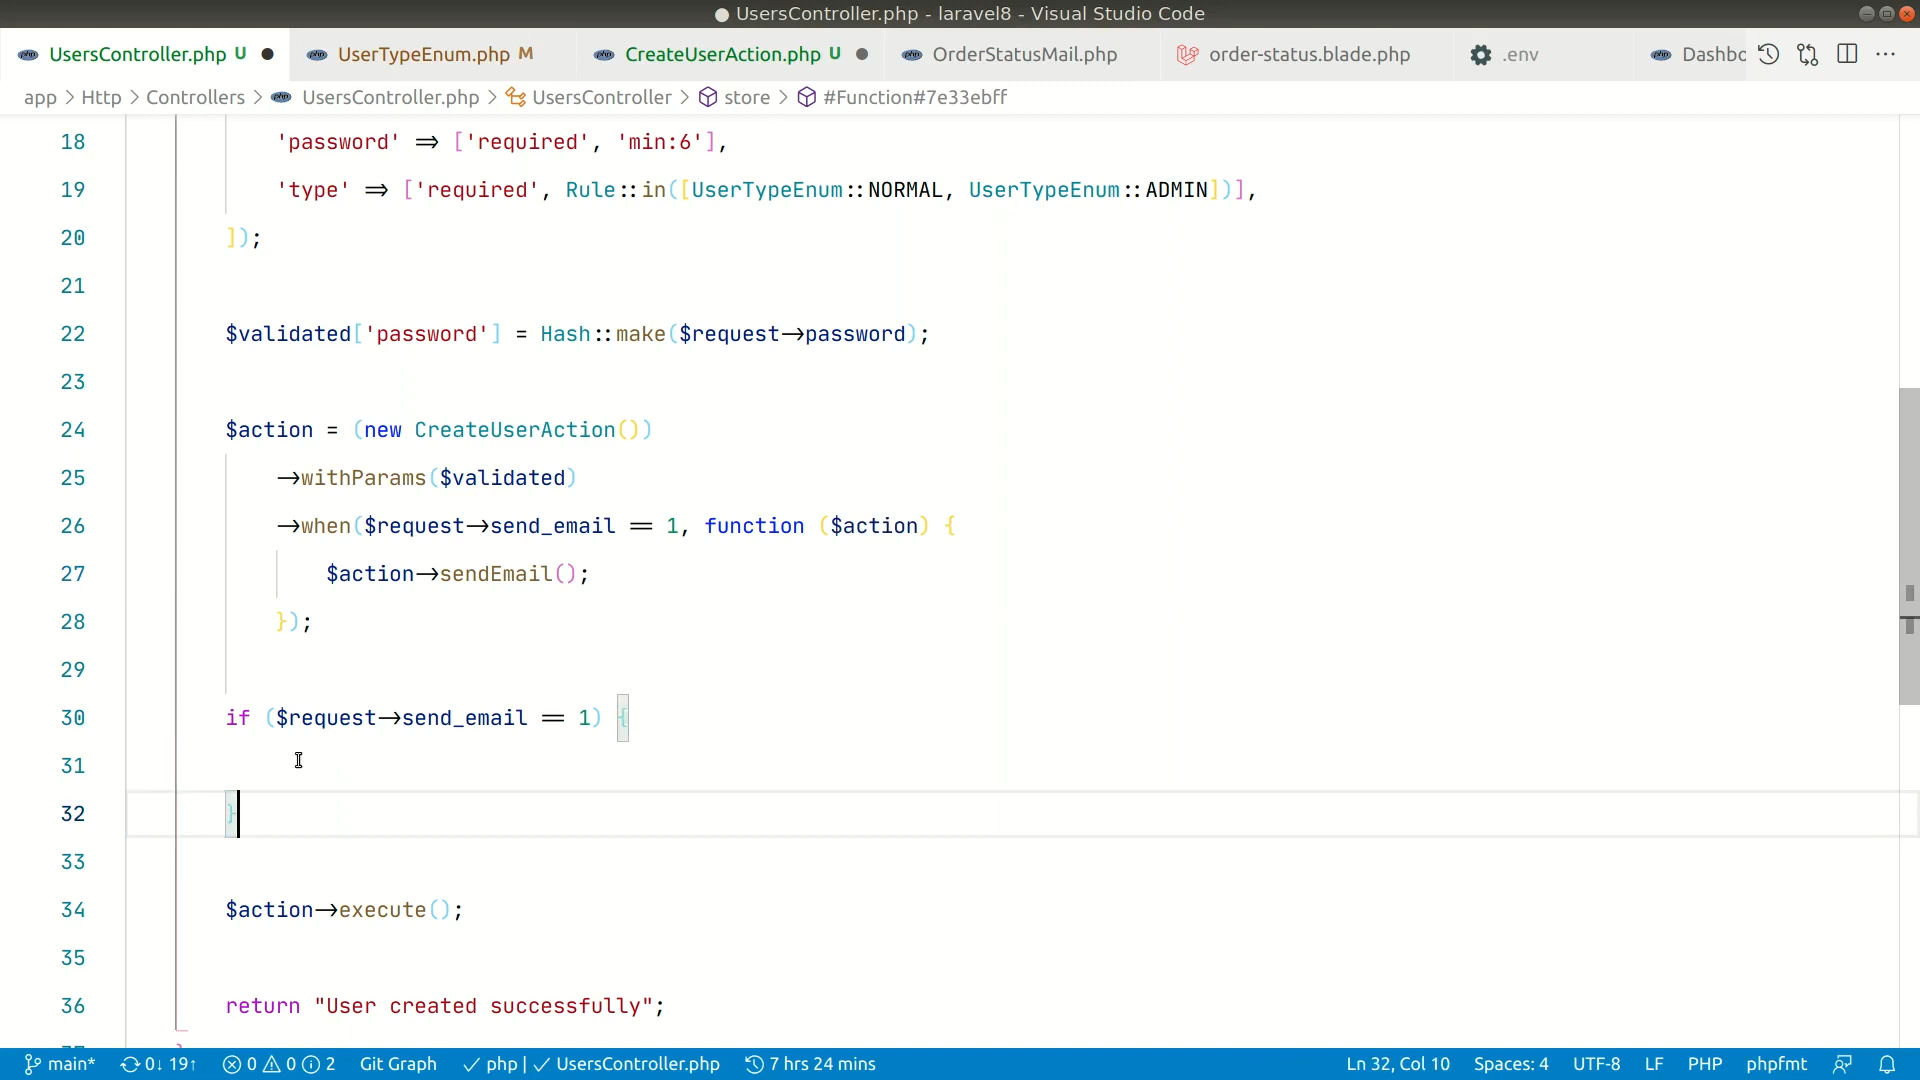 UsersController.php - laravel8 - Visual Studio Code
UsersController.php U
UserTypeEnum.php M
CreateUserAction.php U
OrderStatusMail.php
order-status.blade.php
.env
Dashbo
app > Http > Controllers > UsersController.php > UsersController > store > #Function#7e33ebff
18 'password' => ['required', 'min:6'],
19 'type' => ['required', Rule::in([UserTypeEnum::NORMAL, UserTypeEnum::ADMIN])],
20 ]);
21
22 $validated['password'] = Hash::make($request->password);
23
24 $action = (new CreateUserAction())
25 ->withParams($validated)
26 ->when($request->send_email == 1, function ($action) {
27 $action->sendEmail();
28 });
29
30 if ($request->send_email == 1) {
31
32 }
33
34 $action->execute();
35
36 return "User created successfully";
main* 0↓ 19↑ 0 0 2 Git Graph ✓ php | ✓ UsersController.php 7 hrs 24 mins Ln 32, Col 10 Spaces: 4 UTF-8 LF PHP phpfmt